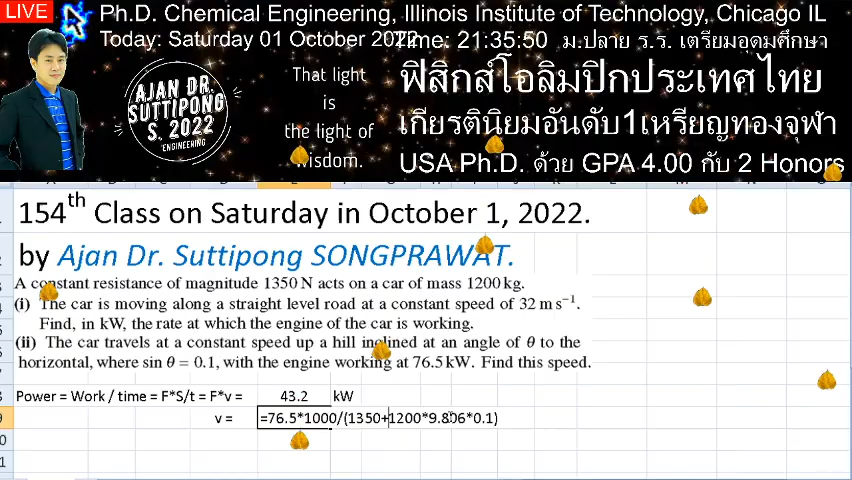 LIVE
Ph.D. Chemical Engineering, Illinois Institute of Technology, Chicago IL
Today: Saturday 01 October 2022
Time: 21:35:50 ม.ปลาย ร.ร. เตรียมอุดมศึกษา
AJAN DR.
SUTTIPONG
S. 2022
ENGINEERING
That light
is
the light of
wisdom.
ฟิสิกส์โอลิมปิกประเทศไทย
เกียรตินิยมอันดับ1เหรียญทองจุฬา
USA Ph.D. ด้วย GPA 4.00 กับ 2 Honors
154th Class on Saturday in October 1, 2022.
by Ajan Dr. Suttipong SONGPRAWAT.
A constant resistance of magnitude 1350 N acts on a car of mass 1200 kg.
(i) The car is moving along a straight level road at a constant speed of 32 m s⁻¹.
Find, in kW, the rate at which the engine of the car is working.
(ii) The car travels at a constant speed up a hill inclined at an angle of θ to the
horizontal, where sin θ = 0.1, with the engine working at 76.5 kW. Find this speed.
Power = Work / time = F*S/t = F*v = 43.2 kW
v = =76.5*1000/(1350+1200*9.806*0.1)